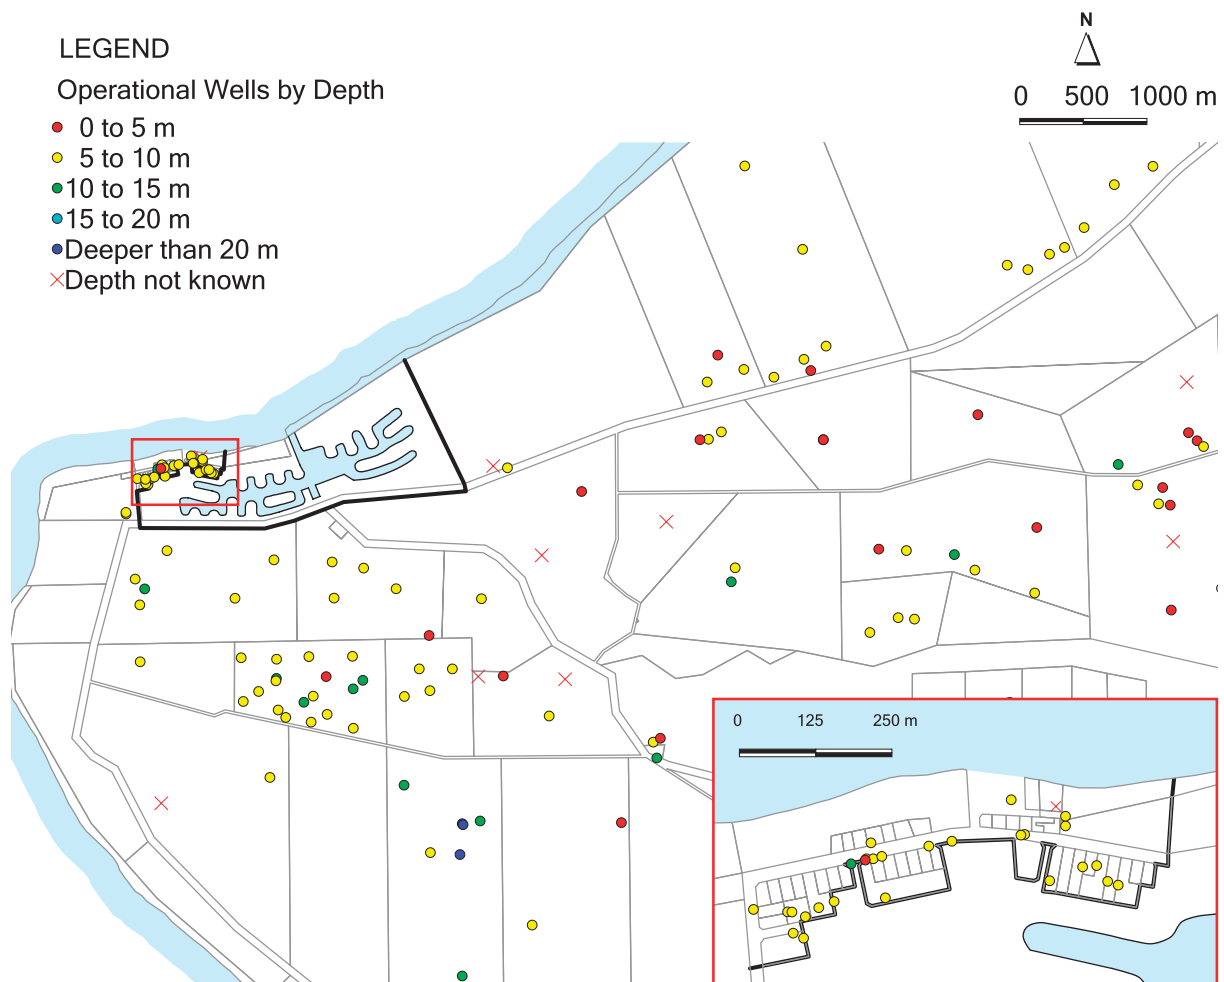 LEGEND
Operational Wells by Depth
0 to 5 m
5 to 10 m
10 to 15 m
15 to 20 m
Deeper than 20 m
Depth not known
N
0 500 1000 m
0 125 250 m